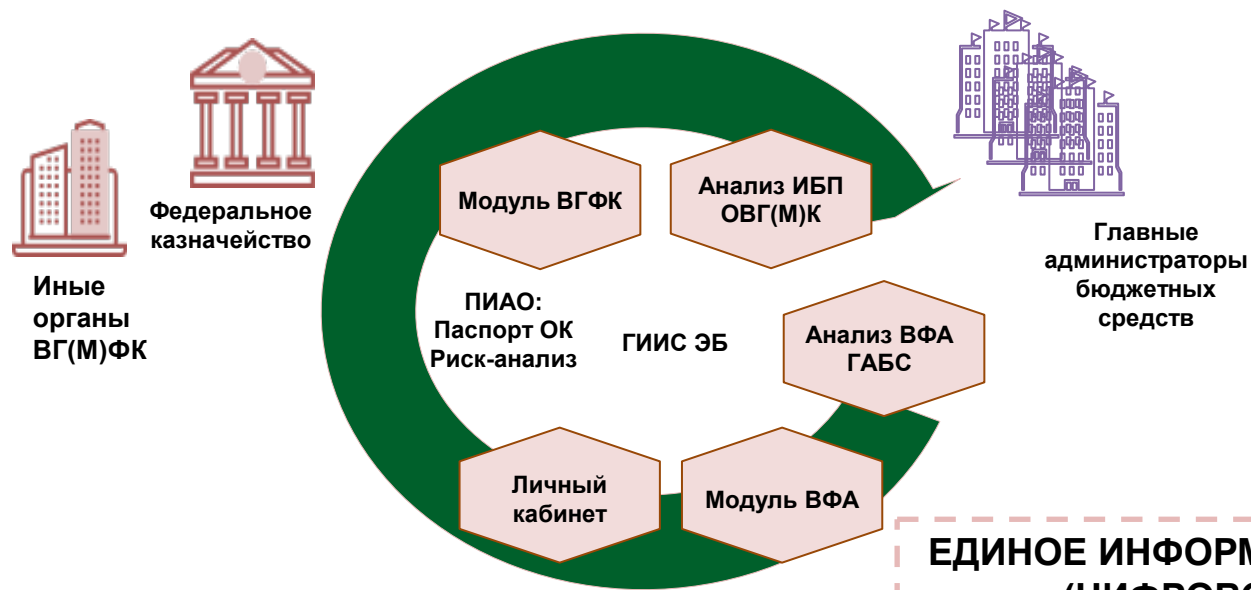 Федеральное
казначейство
Иные
органы
ВГ(М)ФК
Модуль ВГФК
Анализ ИБП
ОВГ(М)К
Главные
администраторы
бюджетных
средств
ПИАО:
Паспорт ОК
Риск-анализ
ГИИС ЭБ
Анализ ВФА
ГАБС
Личный
кабинет
Модуль ВФА
ЕДИНОЕ